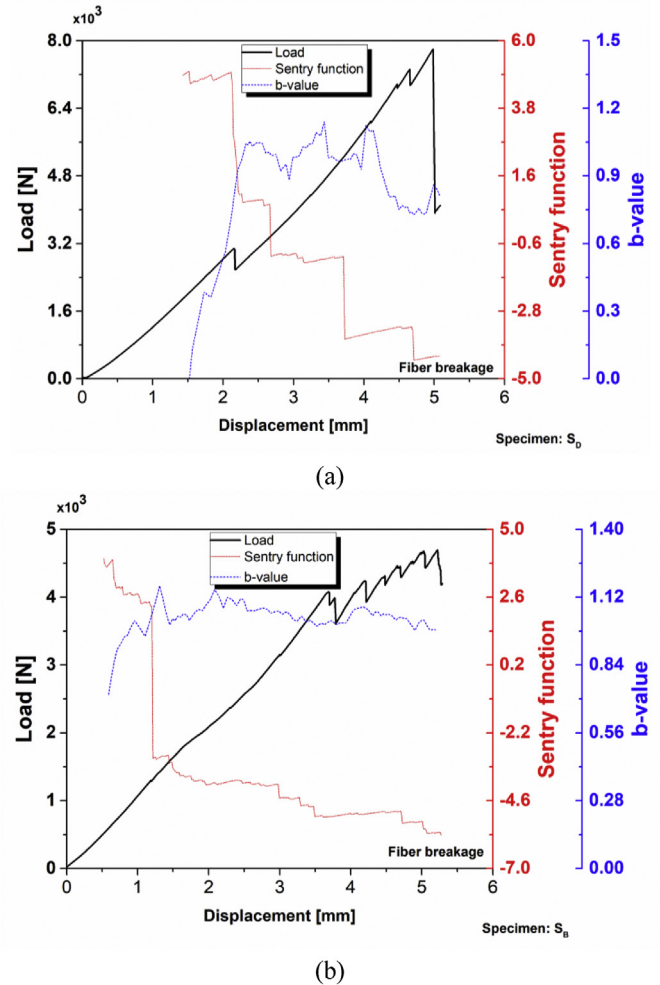 x10³
8.0
6.4
4.8
3.2
1.6
0.0
Load [N]
Load
Sentry function
b-value
6.0
3.8
1.6
-0.6
-2.8
-5.0
Sentry function
1.5
1.2
0.9
0.6
0.3
0.0
b-value
Fiber breakage
0 1 2 3 4 5 6
Displacement [mm]
Specimen: S_D
(a)
x10³
5
4
3
2
1
0
Load [N]
Load
Sentry function
b-value
5.0
2.6
0.2
-2.2
-4.6
-7.0
Sentry function
1.40
1.12
0.84
0.56
0.28
0.00
b-value
Fiber breakage
0 1 2 3 4 5 6
Displacement [mm]
Specimen: S_B
(b)